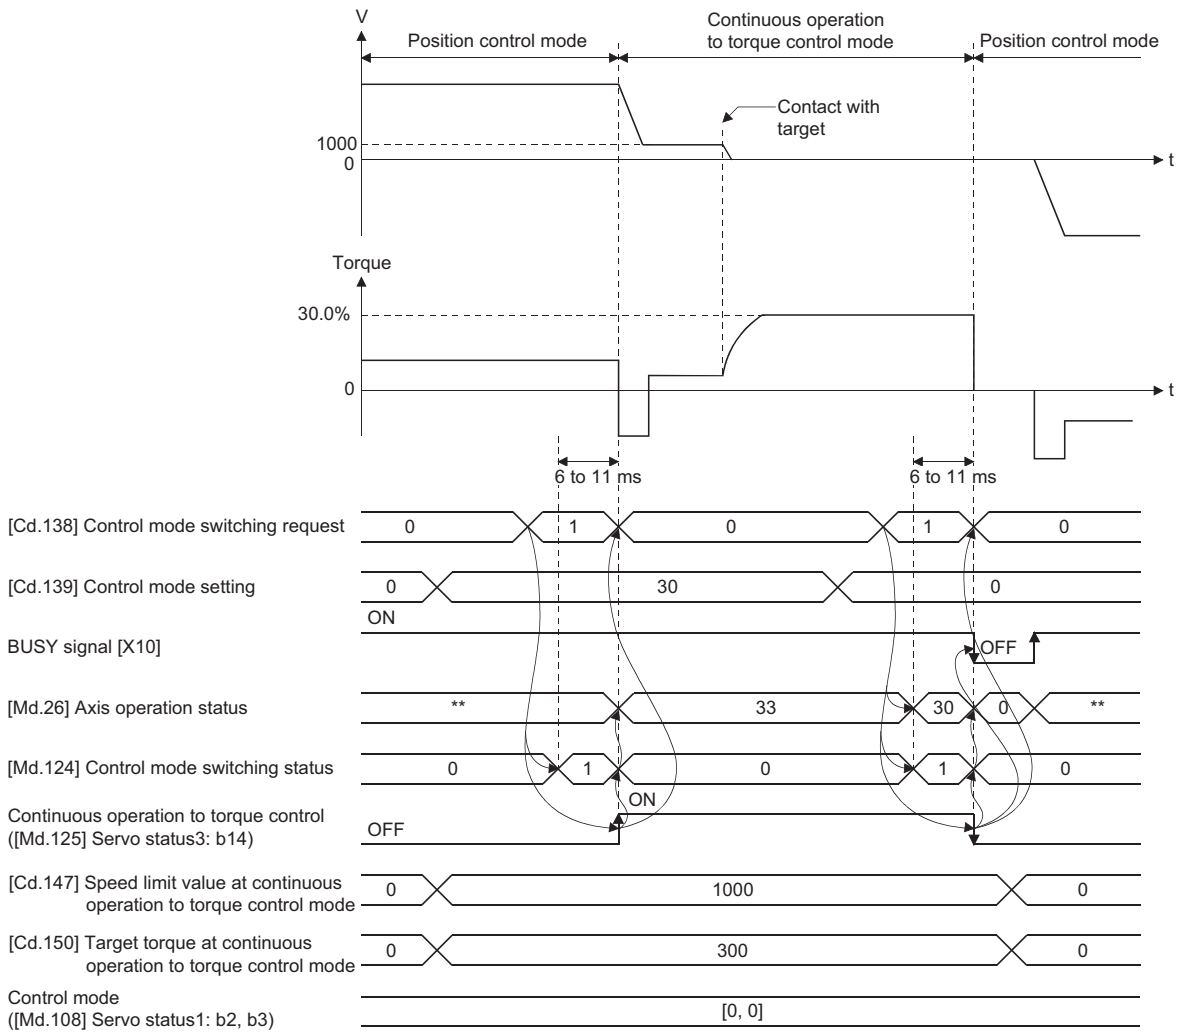 V
Position control mode
Continuous operation
to torque control mode
Position control mode
Contact with
target
1000
0
t
Torque
30.0%
0
t
6 to 11 ms
6 to 11 ms
[Cd.138] Control mode switching request
0
1
0
1
0
[Cd.139] Control mode setting
0
30
0
ON
BUSY signal [X10]
OFF
[Md.26] Axis operation status
**
33
30
0
**
[Md.124] Control mode switching status
0
1
0
1
0
Continuous operation to torque control
([Md.125] Servo status3: b14)
OFF
ON
[Cd.147] Speed limit value at continuous
operation to torque control mode
0
1000
0
[Cd.150] Target torque at continuous
operation to torque control mode
0
300
0
Control mode
([Md.108] Servo status1: b2, b3)
[0, 0]